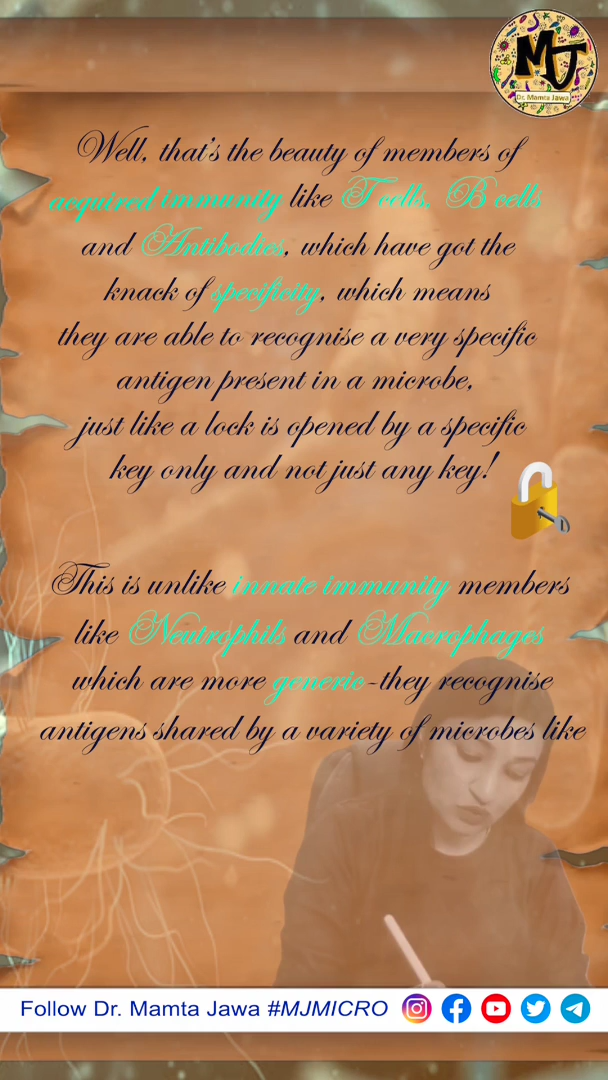 MJ
Dr. Mamta Jawa
Well, that's the beauty of members of
acquired immunity like T cells, B cells
and Antibodies, which have got the
knack of specificity, which means
they are able to recognise a very specific
antigen present in a microbe,
just like a lock is opened by a specific
key only and not just any key!
This is unlike innate immunity members
like Neutrophils and Macrophages
which are more generic-they recognise
antigens shared by a variety of microbes like
Follow Dr. Mamta Jawa #MJMICRO